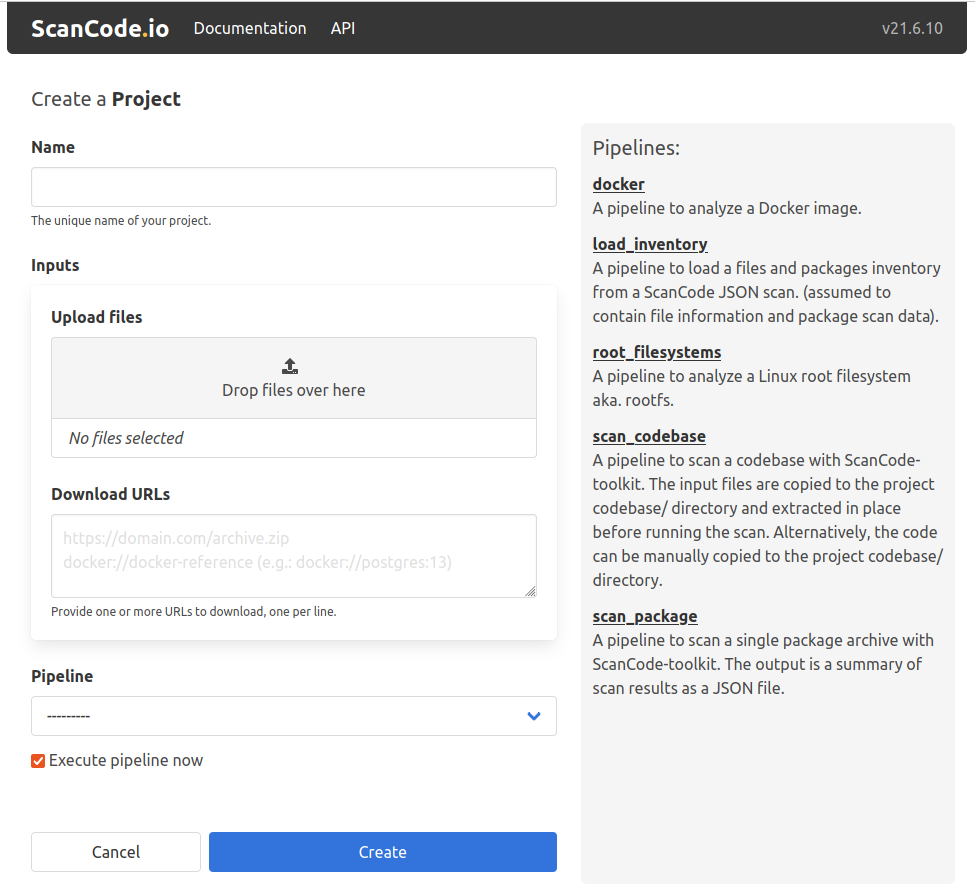 ScanCode.io Documentation API v21.6.10
Create a Project
Name
The unique name of your project.
Inputs
Upload files
Drop files over here
No files selected
Download URLs
https://domain.com/archive.zip
docker://docker-reference (e.g.: docker://postgres:13)
Provide one or more URLs to download, one per line.
Pipeline
---------
Execute pipeline now
Cancel
Create
Pipelines:
docker
A pipeline to analyze a Docker image.
load_inventory
A pipeline to load a files and packages inventory
from a ScanCode JSON scan. (assumed to
contain file information and package scan data).
root_filesystems
A pipeline to analyze a Linux root filesystem
aka. rootfs.
scan_codebase
A pipeline to scan a codebase with ScanCode-
toolkit. The input files are copied to the project
codebase/ directory and extracted in place
before running the scan. Alternatively, the code
can be manually copied to the project codebase/
directory.
scan_package
A pipeline to scan a single package archive with
ScanCode-toolkit. The output is a summary of
scan results as a JSON file.